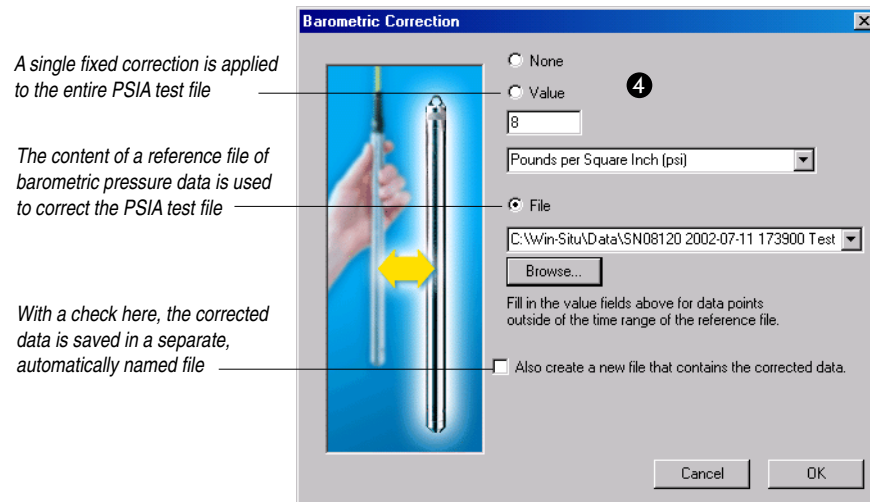 Barometric Correction
A single fixed correction is applied
to the entire PSIA test file
The content of a reference file of
barometric pressure data is used
to correct the PSIA test file
With a check here, the corrected
data is saved in a separate,
automatically named file
None
Value
4
8
Pounds per Square Inch (psi)
File
C:\Win-Situ\Data\SN08120 2002-07-11 173900 Test
Browse...
Fill in the value fields above for data points
outside of the time range of the reference file.
Also create a new file that contains the corrected data.
Cancel
OK